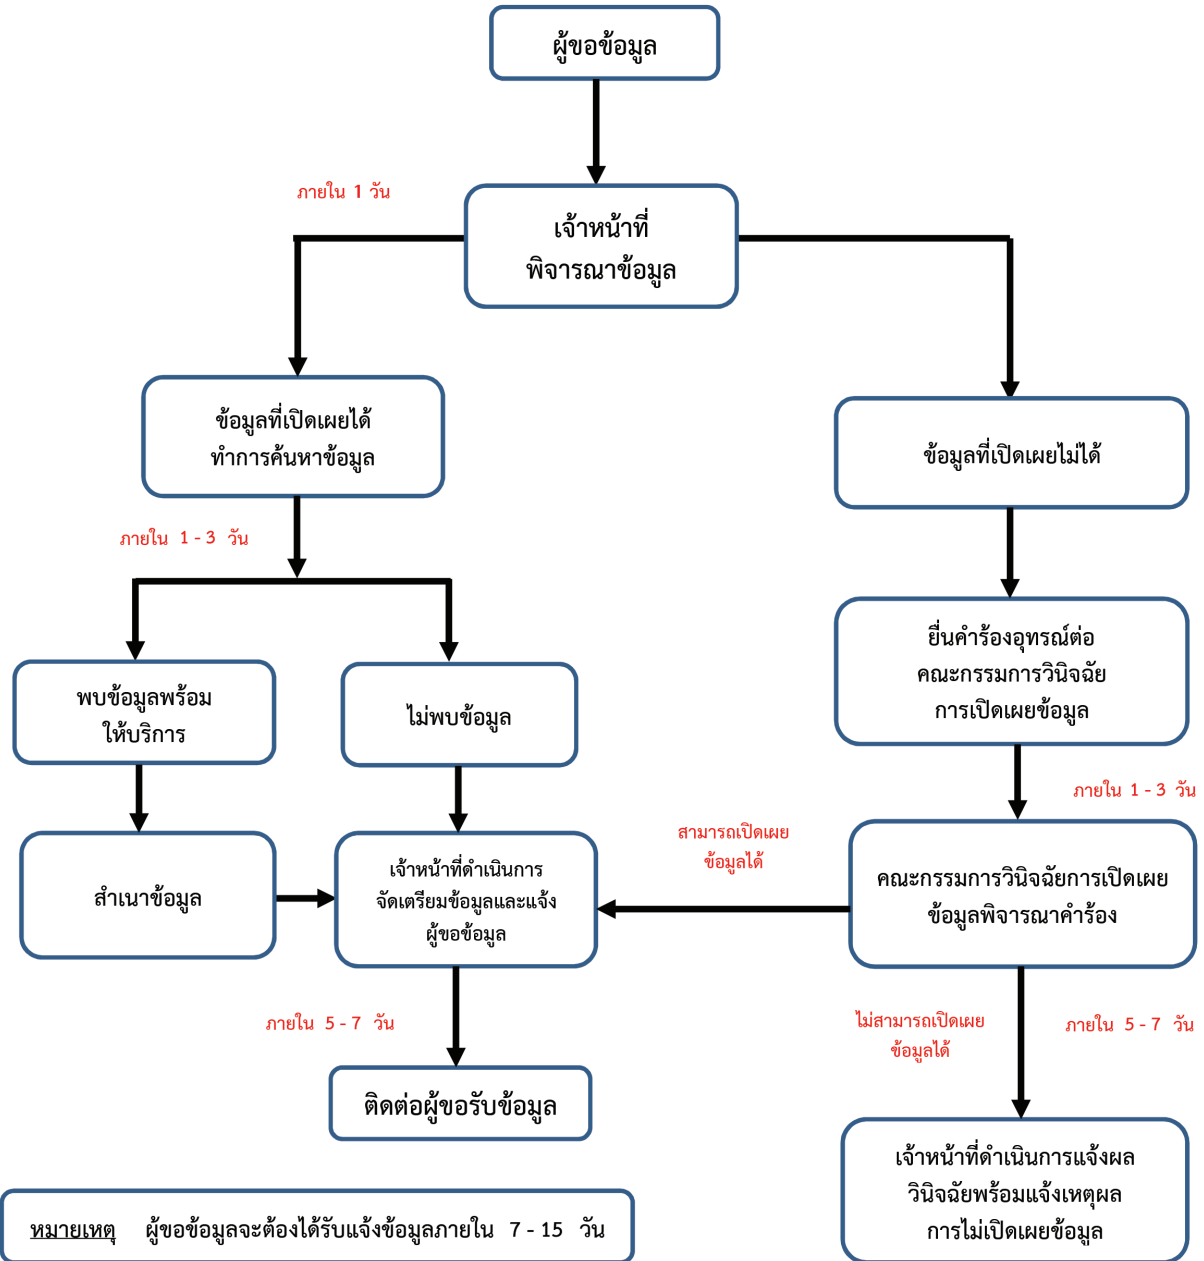 ผู้ขอข้อมูล
ภายใน 1 วัน
เจ้าหน้าที่
พิจารณาข้อมูล
ข้อมูลที่เปิดเผยได้
ทำการค้นหาข้อมูล
ข้อมูลที่เปิดเผยไม่ได้
ภายใน 1 - 3 วัน
ยื่นคำร้องอุทรณ์ต่อ
คณะกรรมการวินิจฉัย
การเปิดเผยข้อมูล
พบข้อมูลพร้อม
ให้บริการ
ไม่พบข้อมูล
ภายใน 1 - 3 วัน
สามารถเปิดเผย
ข้อมูลได้
สำเนาข้อมูล
เจ้าหน้าที่ดำเนินการ
จัดเตรียมข้อมูลและแจ้ง
ผู้ขอข้อมูล
คณะกรรมการวินิจฉัยการเปิดเผย
ข้อมูลพิจารณาคำร้อง
ภายใน 5 - 7 วัน
ไม่สามารถเปิดเผย
ข้อมูลได้
ภายใน 5 - 7 วัน
ติดต่อผู้ขอรับข้อมูล
เจ้าหน้าที่ดำเนินการแจ้งผล
วินิจฉัยพร้อมแจ้งเหตุผล
การไม่เปิดเผยข้อมูล
หมายเหตุ ผู้ขอข้อมูลจะต้องได้รับแจ้งข้อมูลภายใน 7 - 15 วัน